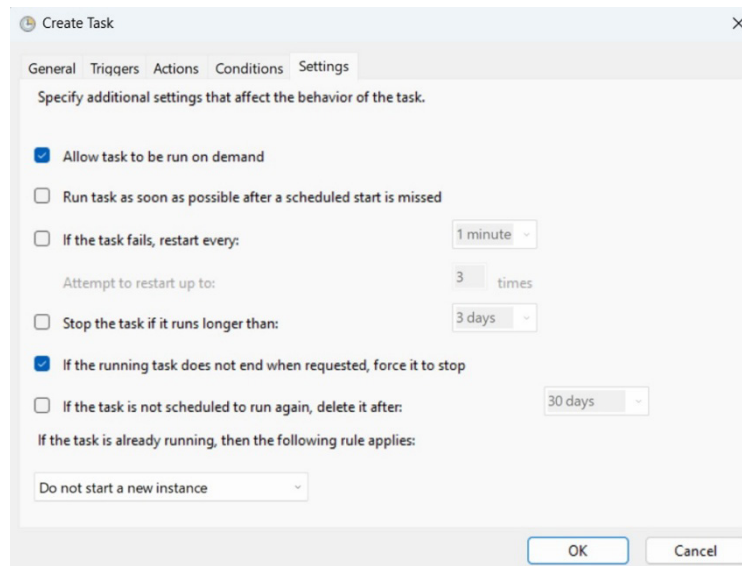 Create Task
General Triggers Actions Conditions Settings
Specify additional settings that affect the behavior of the task.
Allow task to be run on demand
Run task as soon as possible after a scheduled start is missed
If the task fails, restart every: 1 minute
Attempt to restart up to: 3 times
Stop the task if it runs longer than: 3 days
If the running task does not end when requested, force it to stop
If the task is not scheduled to run again, delete it after: 30 days
If the task is already running, then the following rule applies:
Do not start a new instance
OK Cancel